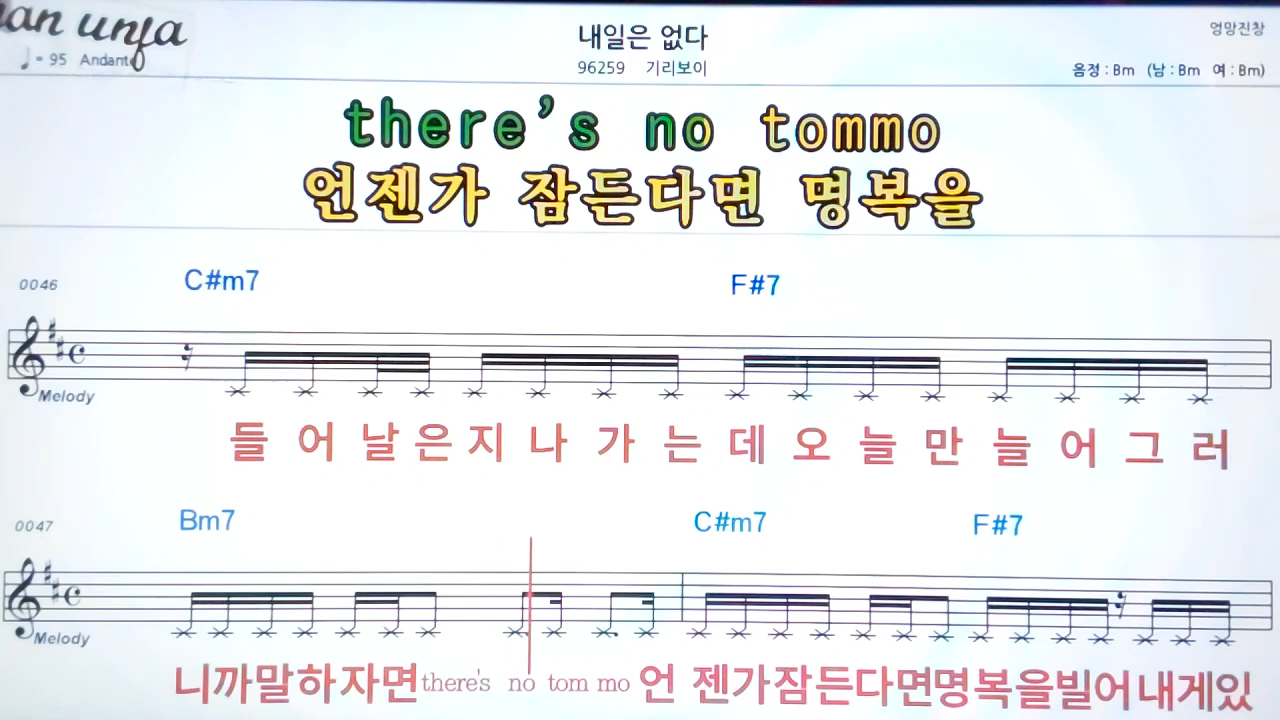 내일은 없다
엉망진창
♩ = 95 Andante
96259 기리보이
음정 : Bm (남 : Bm 여 : Bm)
there's no tommo
언젠가 잠든다면 명복을
0046
C#m7 F#7
Melody
들 어 날 은 지 나 가 는 데 오 늘 만 늘 어 그 러
0047
Bm7 C#m7 F#7
Melody
니까말하자면there's no tom mo 언 젠가잠든다면명복을빌어내게있